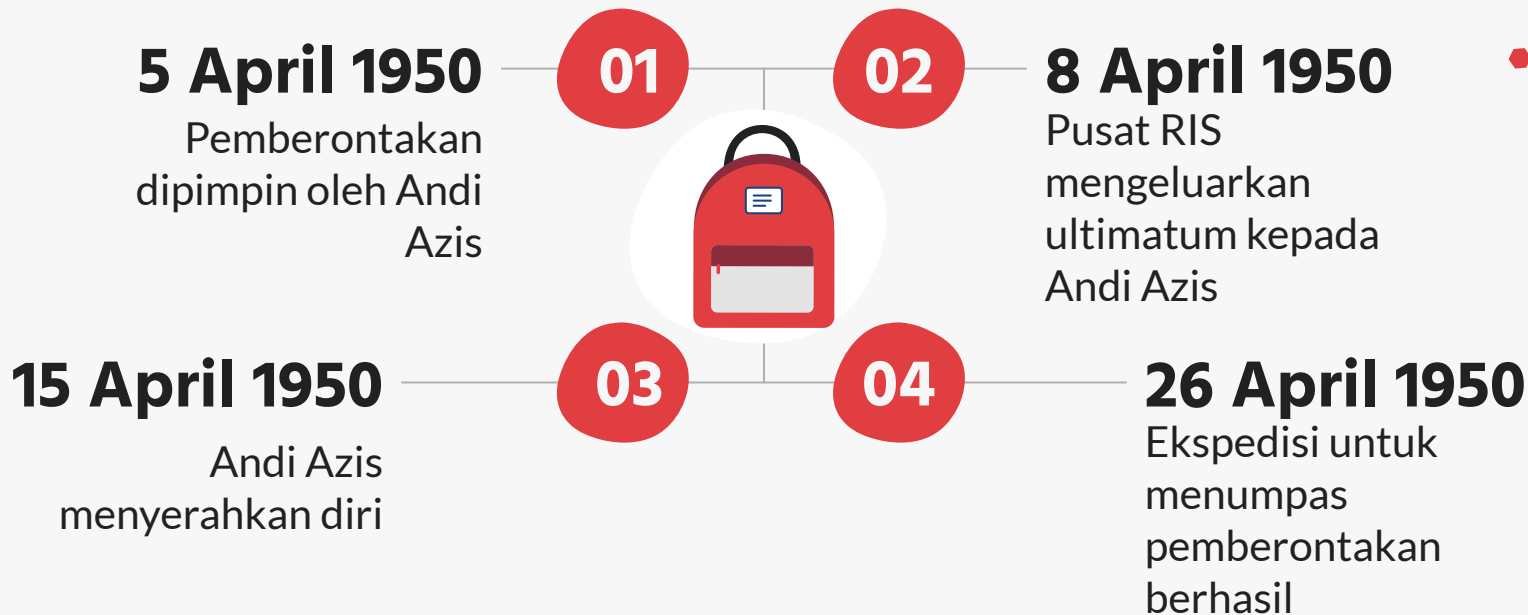 5 April 1950
01
Pemberontakan
dipimpin oleh Andi
Azis
02
8 April 1950
Pusat RIS
mengeluarkan
ultimatum kepada
Andi Azis
15 April 1950
03
Andi Azis
menyerahkan diri
04
26 April 1950
Ekspedisi untuk
menumpas
pemberontakan
berhasil